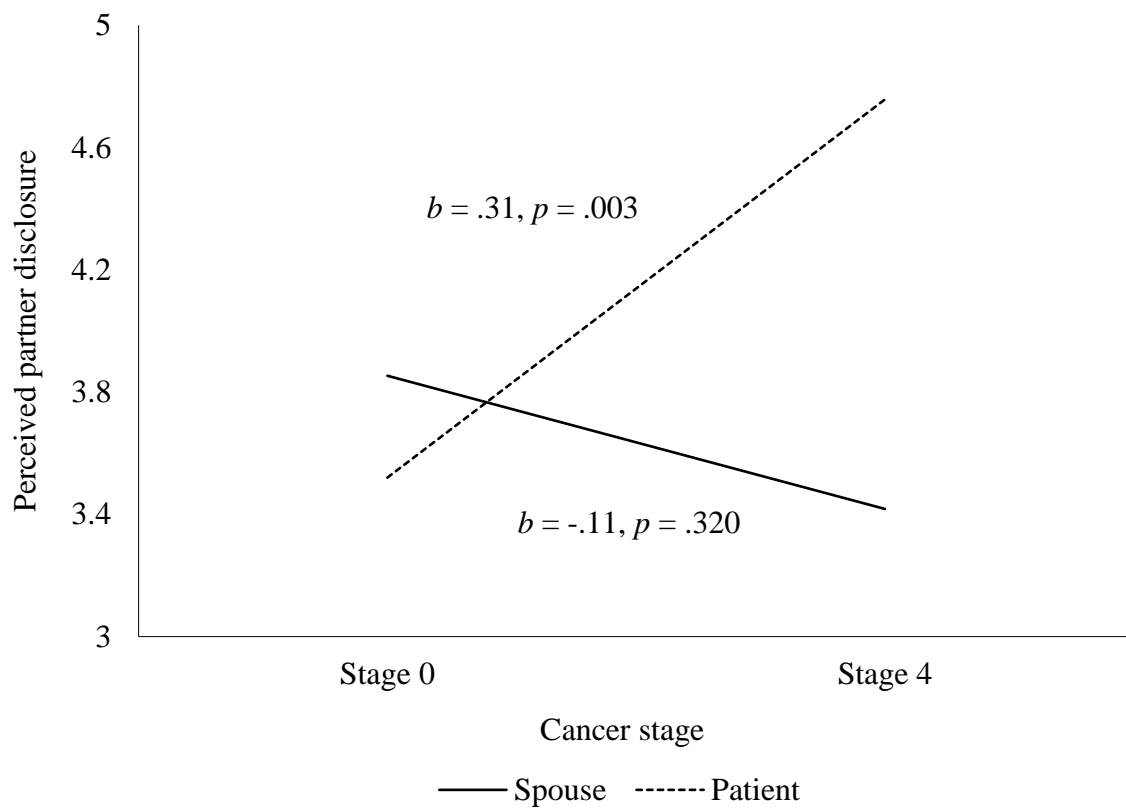 5
4.6
4.2
3.8
3.4
3
Perceived partner disclosure
b = .31, p = .003
b = -.11, p = .320
Stage 0 Stage 4
Cancer stage
Spouse Patient